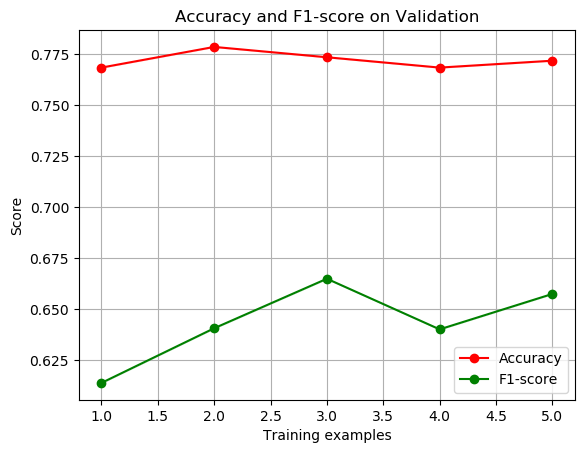 Accuracy and F1-score on Validation
0.775
0.750
0.725
0.700
0.675
0.650
0.625
Score
1.0 1.5 2.0 2.5 3.0 3.5 4.0 4.5 5.0
Training examples
Accuracy
F1-score